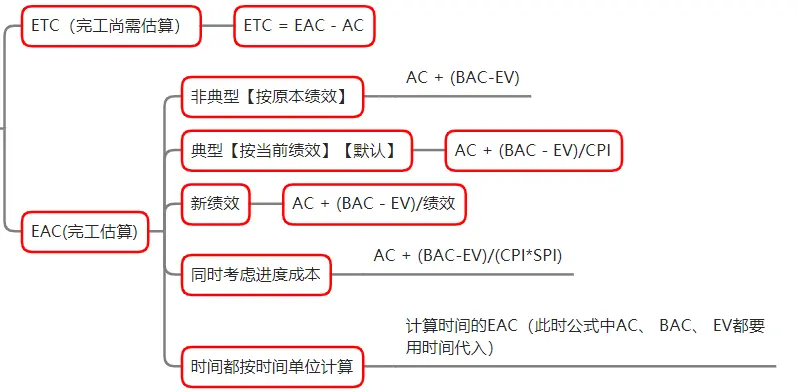 ETC（完工尚需估算）
ETC = EAC - AC
EAC(完工估算)
非典型【按原本绩效】
AC + (BAC-EV)
典型【按当前绩效】【默认】
AC + (BAC - EV)/CPI
新绩效
AC + (BAC - EV)/绩效
同时考虑进度成本
AC + (BAC-EV)/(CPI*SPI)
时间都按时间单位计算
计算时间的EAC（此时公式中AC、 BAC、 EV都要
用时间代入）